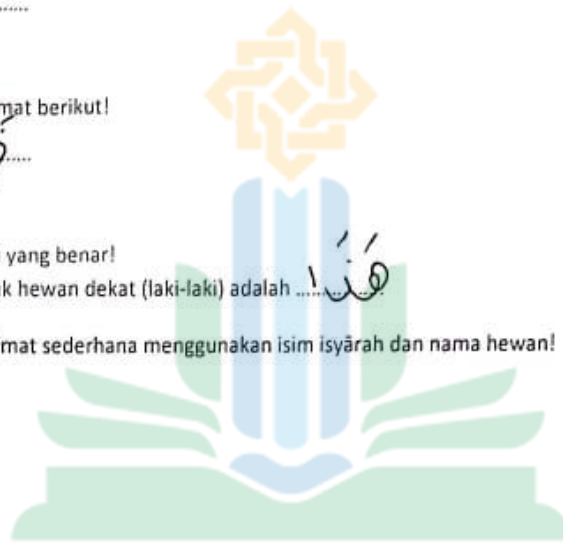 ........
mat berikut!
......
yang benar!
k hewan dekat (laki-laki) adalah ..هَذَا..
mat sederhana menggunakan isim isyārah dan nama hewan!